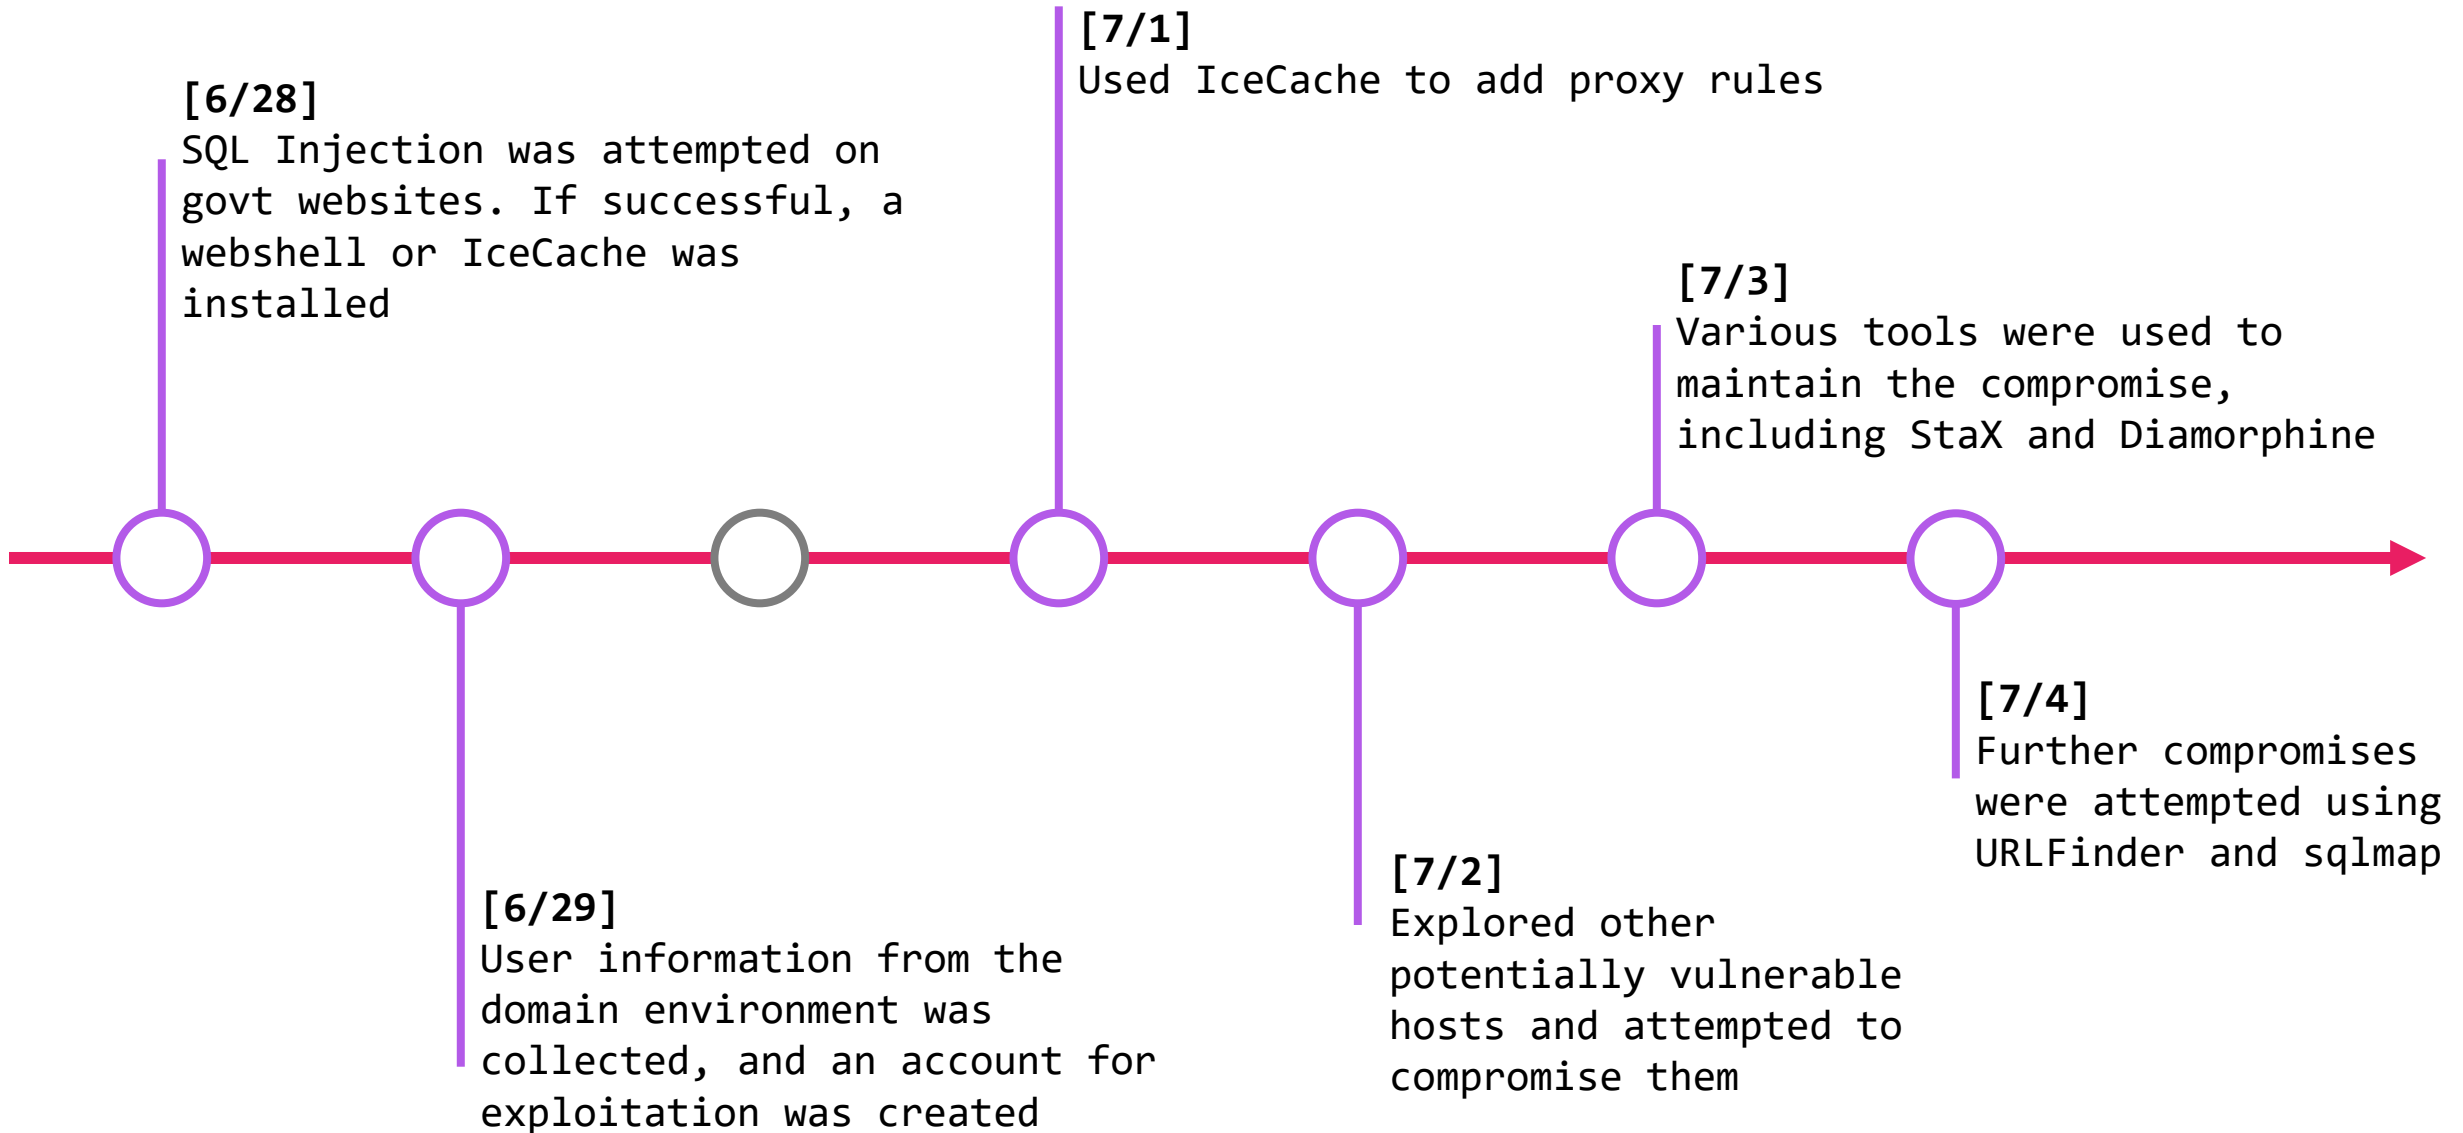 [6/28]
SQL Injection was attempted on
govt websites. If successful, a
webshell or IceCache was
installed
[6/29]
User information from the
domain environment was
collected, and an account for
exploitation was created
[7/1]
Used IceCache to add proxy rules
[7/2]
Explored other
potentially vulnerable
hosts and attempted to
compromise them
[7/3]
Various tools were used to
maintain the compromise,
including StaX and Diamorphine
[7/4]
Further compromises
were attempted using
URLFinder and sqlmap